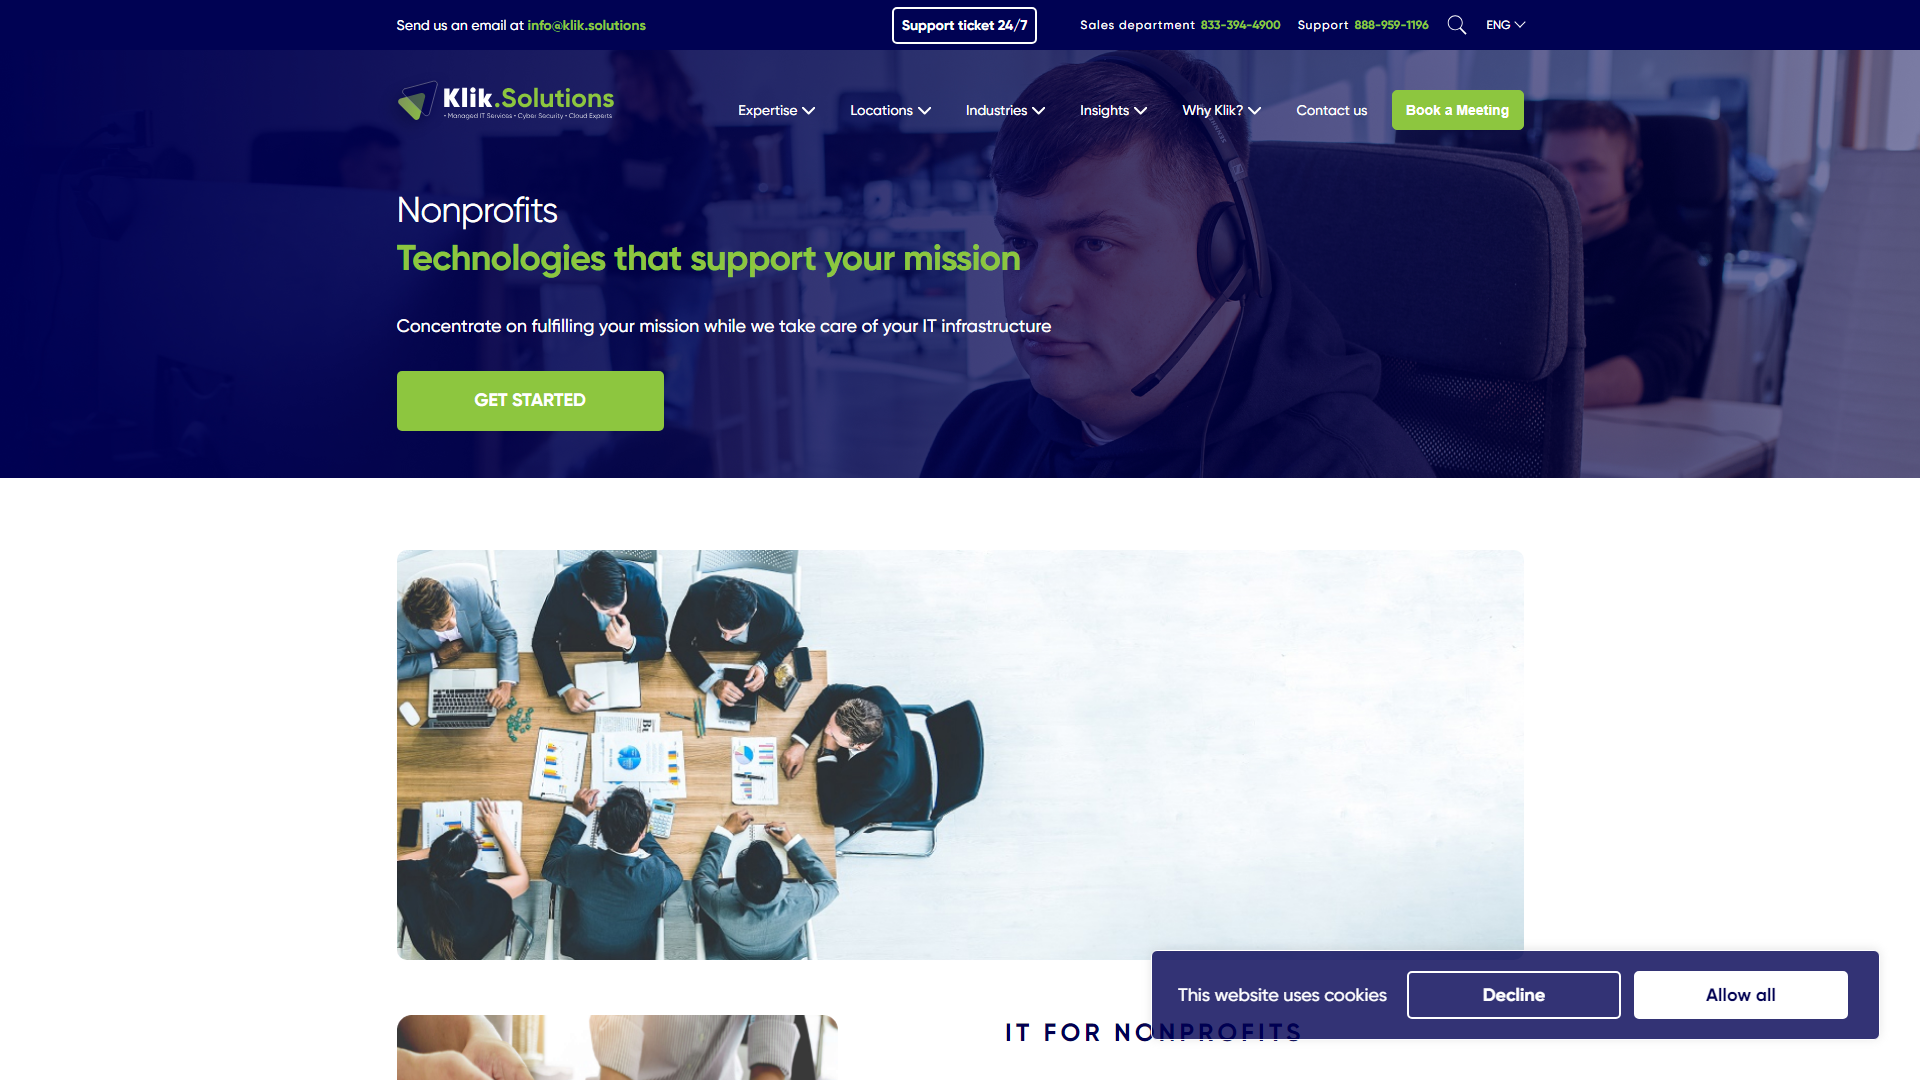 Send us an email at info@klik.solutions
Support ticket 24/7
Sales department 833-394-4900
Support 888-959-1196
ENG
Klik.Solutions
• Managed IT Services • Cyber Security • Cloud Experts
Expertise
Locations
Industries
Insights
Why Klik?
Contact us
Book a Meeting
Nonprofits
Technologies that support your mission
Concentrate on fulfilling your mission while we take care of your IT infrastructure
GET STARTED
This website uses cookies
Decline
Allow all
IT FOR NONPROFITS